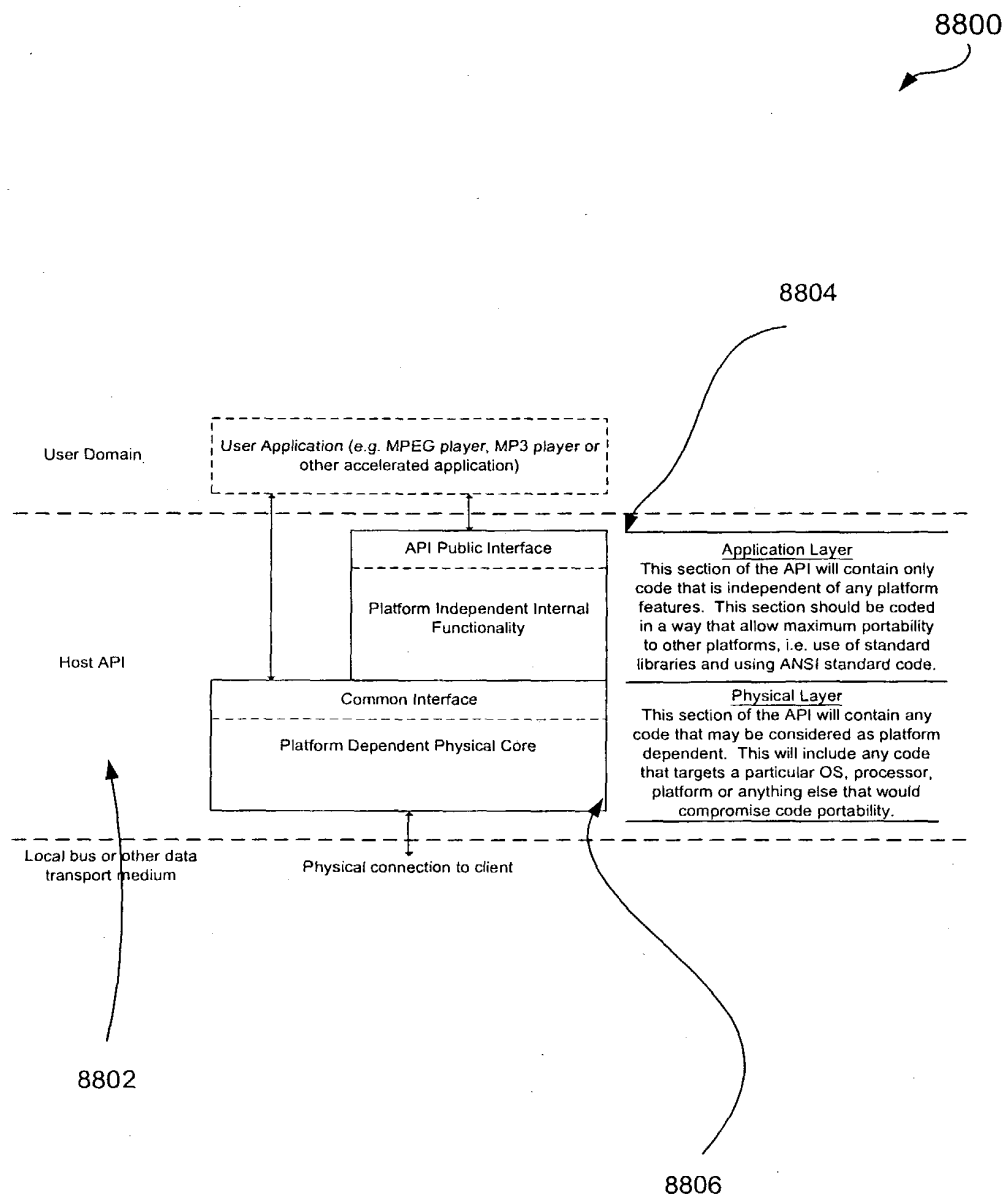 8800
8804
User Domain
User Application (e.g. MPEG player, MP3 player or
other accelerated application)
API Public Interface
Platform Independent Internal
Functionality
Application Layer
This section of the API will contain only
code that is independent of any platform
features. This section should be coded
in a way that allow maximum portability
to other platforms, i.e. use of standard
libraries and using ANSI standard code.
Host API
Common Interface
Platform Dependent Physical Core
Physical Layer
This section of the API will contain any
code that may be considered as platform
dependent. This will include any code
that targets a particular OS, processor,
platform or anything else that would
compromise code portability.
Local bus or other data
transport medium
Physical connection to client
8802
8806